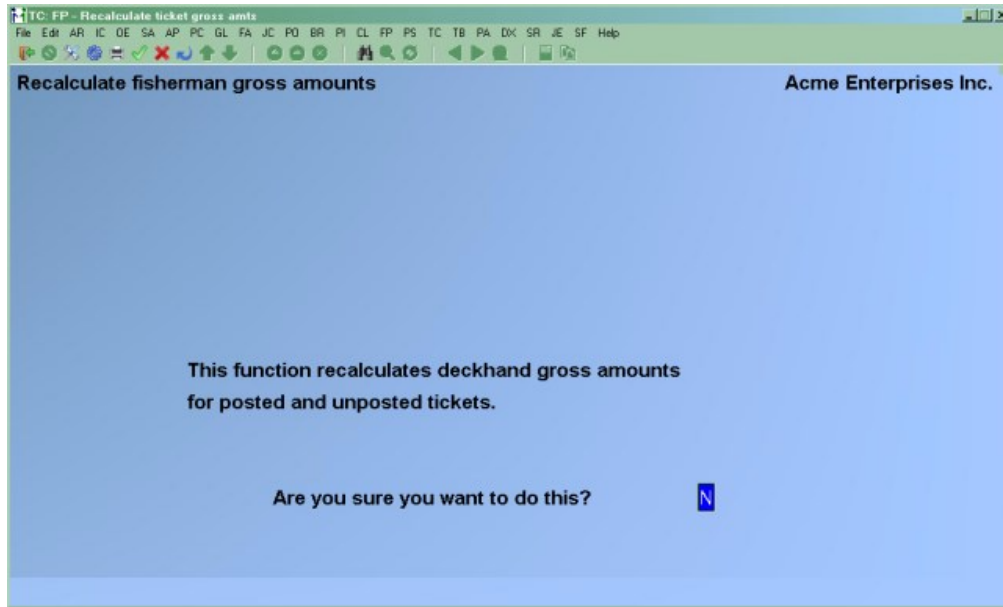 TC: FP - Recalculate ticket gross amts
File Edit AR IC OE SA AP PC GL FA JC PO BR PI CL FP PS TC TB PA DX SR JE SF Help
Recalculate fisherman gross amounts
Acme Enterprises Inc.
This function recalculates deckhand gross amounts
for posted and unposted tickets.
Are you sure you want to do this? N